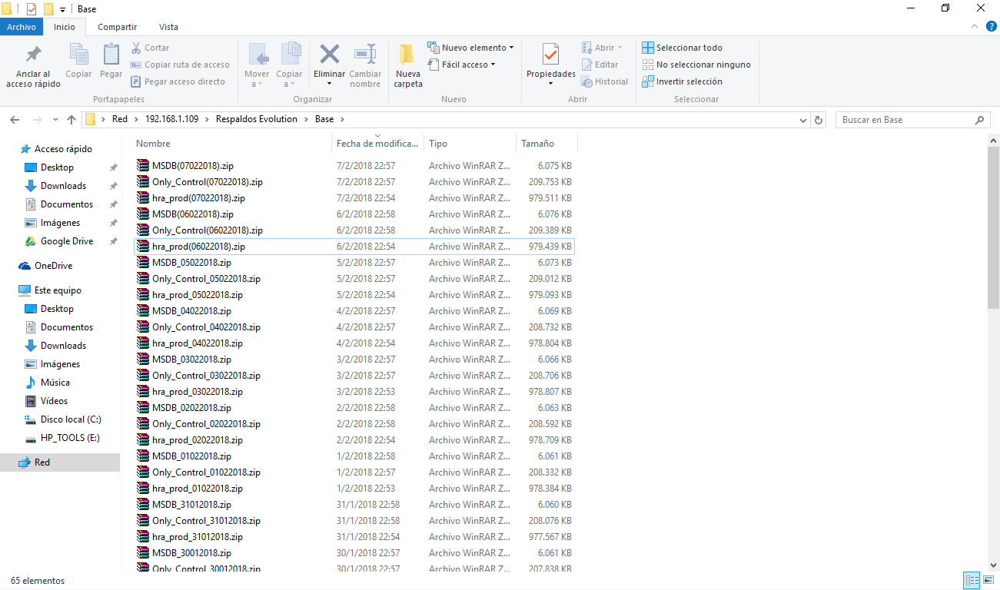 Base
Archivo Inicio Compartir Vista
Anclar al acceso rápido
Copiar
Pegar
Cortar
Copiar ruta de acceso
Pegar acceso directo
Portapapeles
Mover a
Copiar a
Eliminar
Cambiar nombre
Organizar
Nueva carpeta
Nuevo elemento
Fácil acceso
Nuevo
Propiedades
Abrir
Editar
Historial
Abrir
Seleccionar todo
No seleccionar ninguno
Invertir selección
Seleccionar
Red > 192.168.1.109 > Respaldos Evolution > Base >
Buscar en Base
Acceso rápido
Desktop
Downloads
Documentos
Imágenes
Google Drive
OneDrive
Este equipo
Desktop
Documentos
Downloads
Imágenes
Música
Vídeos
Disco local (C:)
HP_TOOLS (E:)
Red
Nombre Fecha de modifica... Tipo Tamaño
MSDB(07022018).zip 7/2/2018 22:57 Archivo WinRAR Z... 6.075 KB
Only_Control(07022018).zip 7/2/2018 22:57 Archivo WinRAR Z... 209.753 KB
hra_prod(07022018).zip 7/2/2018 22:54 Archivo WinRAR Z... 979.511 KB
MSDB(06022018).zip 6/2/2018 22:58 Archivo WinRAR Z... 6.076 KB
Only_Control(06022018).zip 6/2/2018 22:58 Archivo WinRAR Z... 209.389 KB
hra_prod(06022018).zip 6/2/2018 22:54 Archivo WinRAR Z... 979.439 KB
MSDB_05022018.zip 5/2/2018 22:57 Archivo WinRAR Z... 6.073 KB
Only_Control_05022018.zip 5/2/2018 22:57 Archivo WinRAR Z... 209.012 KB
hra_prod_05022018.zip 5/2/2018 22:54 Archivo WinRAR Z... 979.093 KB
MSDB_04022018.zip 4/2/2018 22:57 Archivo WinRAR Z... 6.069 KB
Only_Control_04022018.zip 4/2/2018 22:57 Archivo WinRAR Z... 208.732 KB
hra_prod_04022018.zip 4/2/2018 22:54 Archivo WinRAR Z... 978.804 KB
MSDB_03022018.zip 3/2/2018 22:57 Archivo WinRAR Z... 6.066 KB
Only_Control_03022018.zip 3/2/2018 22:57 Archivo WinRAR Z... 208.706 KB
hra_prod_03022018.zip 3/2/2018 22:53 Archivo WinRAR Z... 978.807 KB
MSDB_02022018.zip 2/2/2018 22:58 Archivo WinRAR Z... 6.063 KB
Only_Control_02022018.zip 2/2/2018 22:58 Archivo WinRAR Z... 208.592 KB
hra_prod_02022018.zip 2/2/2018 22:54 Archivo WinRAR Z... 978.709 KB
MSDB_01022018.zip 1/2/2018 22:58 Archivo WinRAR Z... 6.061 KB
Only_Control_01022018.zip 1/2/2018 22:57 Archivo WinRAR Z... 208.332 KB
hra_prod_01022018.zip 1/2/2018 22:53 Archivo WinRAR Z... 978.384 KB
MSDB_31012018.zip 31/1/2018 22:58 Archivo WinRAR Z... 6.060 KB
Only_Control_31012018.zip 31/1/2018 22:58 Archivo WinRAR Z... 208.076 KB
hra_prod_31012018.zip 31/1/2018 22:54 Archivo WinRAR Z... 977.567 KB
MSDB_30012018.zip 30/1/2018 22:57 Archivo WinRAR Z... 6.061 KB
Only_Control_30012018.zip 30/1/2018 22:57 Archivo WinRAR Z... 207.838 KB
65 elementos